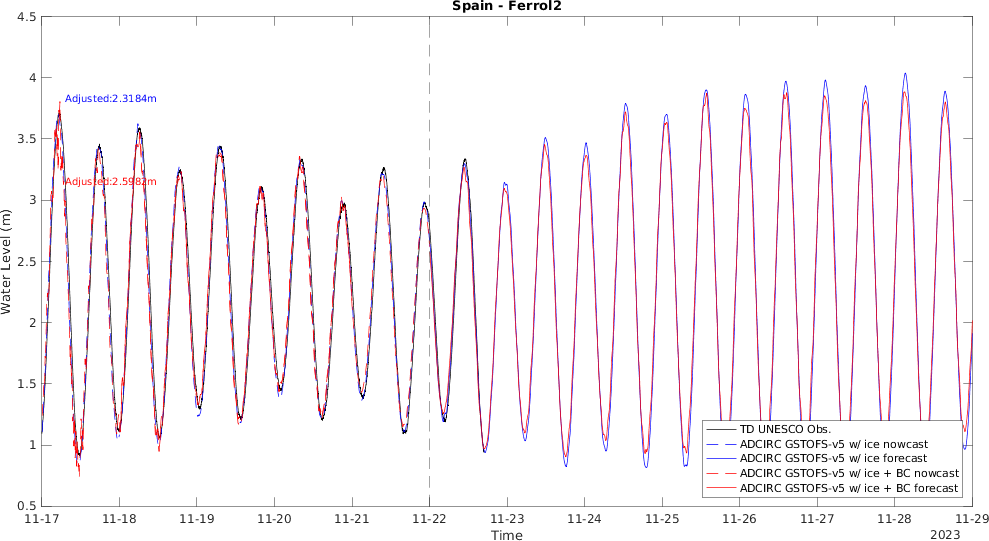 Spain - Ferrol2
4.5
4
3.5
3
2.5
2
1.5
1
0.5
Water Level (m)
Adjusted:2.3184m
Adjusted:2.5982m
TD UNESCO Obs.
ADCIRC GSTOFS-v5 w/ ice nowcast
ADCIRC GSTOFS-v5 w/ ice forecast
ADCIRC GSTOFS-v5 w/ ice + BC nowcast
ADCIRC GSTOFS-v5 w/ ice + BC forecast
11-17 11-18 11-19 11-20 11-21 11-22 11-23 11-24 11-25 11-26 11-27 11-28 11-29
Time
2023